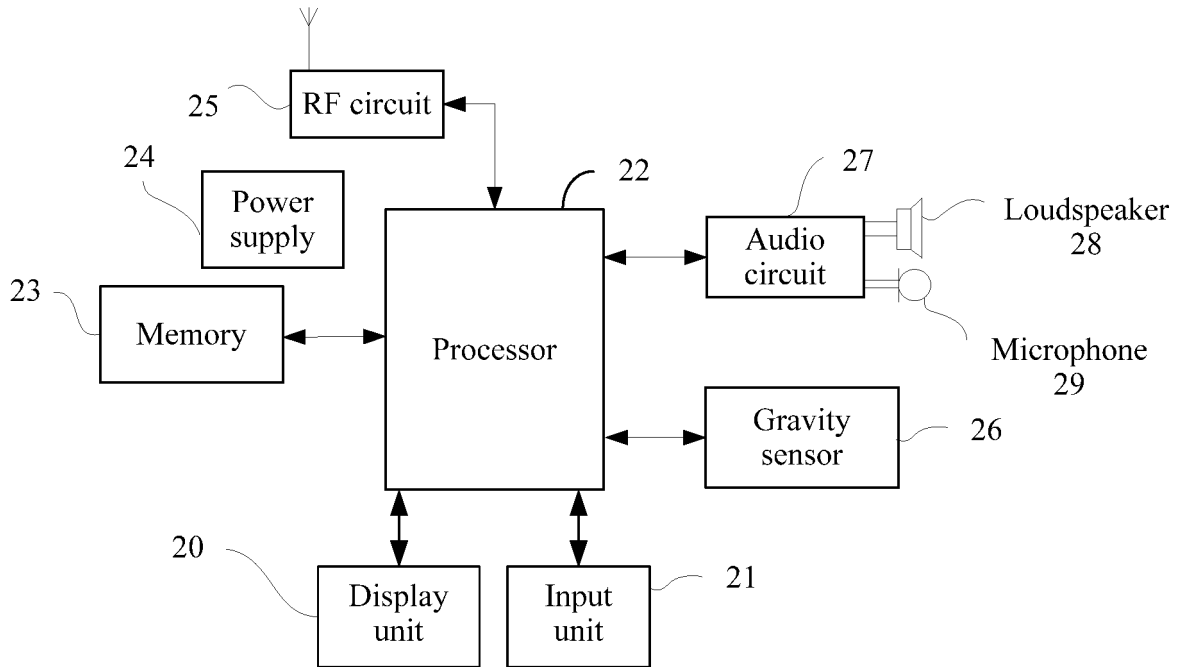 25
RF circuit
24
Power
supply
22
27
Audio
circuit
Loudspeaker
28
23
Memory
Processor
Microphone
29
Gravity
sensor
26
20
Display
unit
Input
unit
21